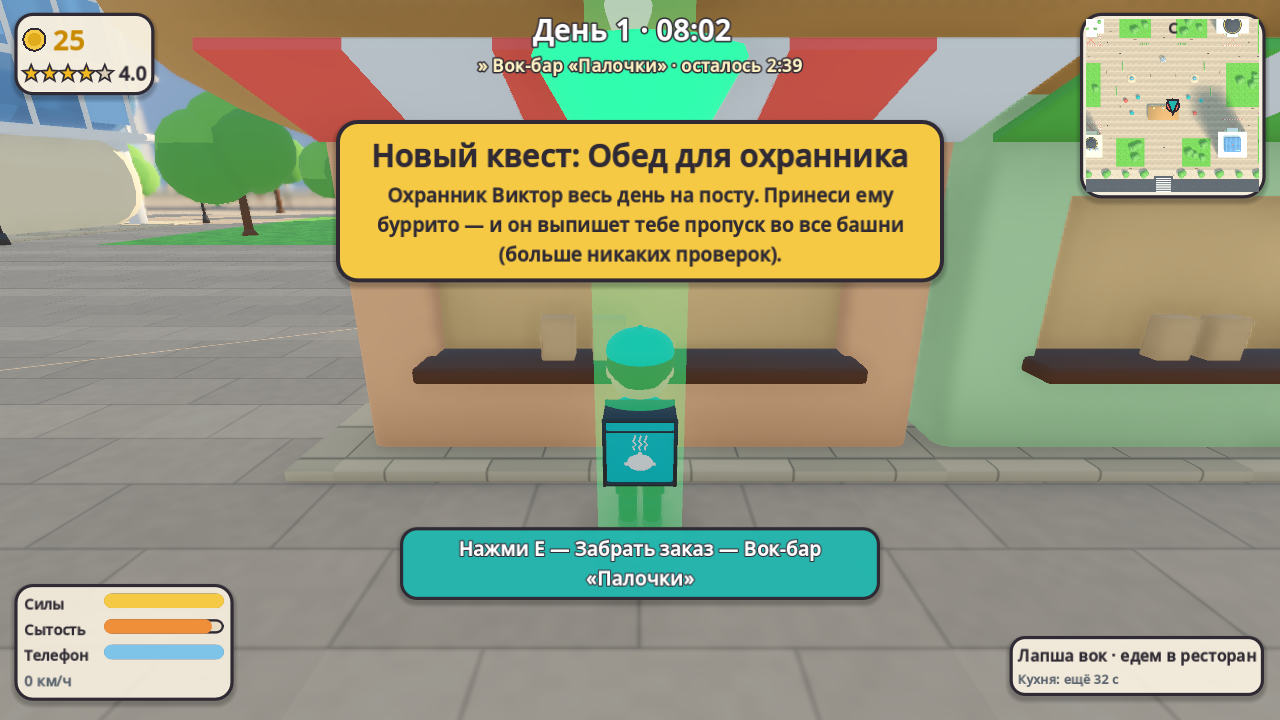 25
4.0
День 1 · 08:02
» Вок-бар «Палочки» · осталось 2:39
С
Новый квест: Обед для охранника
Охранник Виктор весь день на посту. Принеси ему
буррито — и он выпишет тебе пропуск во все башни
(больше никаких проверок).
Нажми E — Забрать заказ — Вок-бар
«Палочки»
Силы
Сытость
Телефон
0 км/ч
Лапша вок · едем в ресторан
Кухня: ещё 32 с